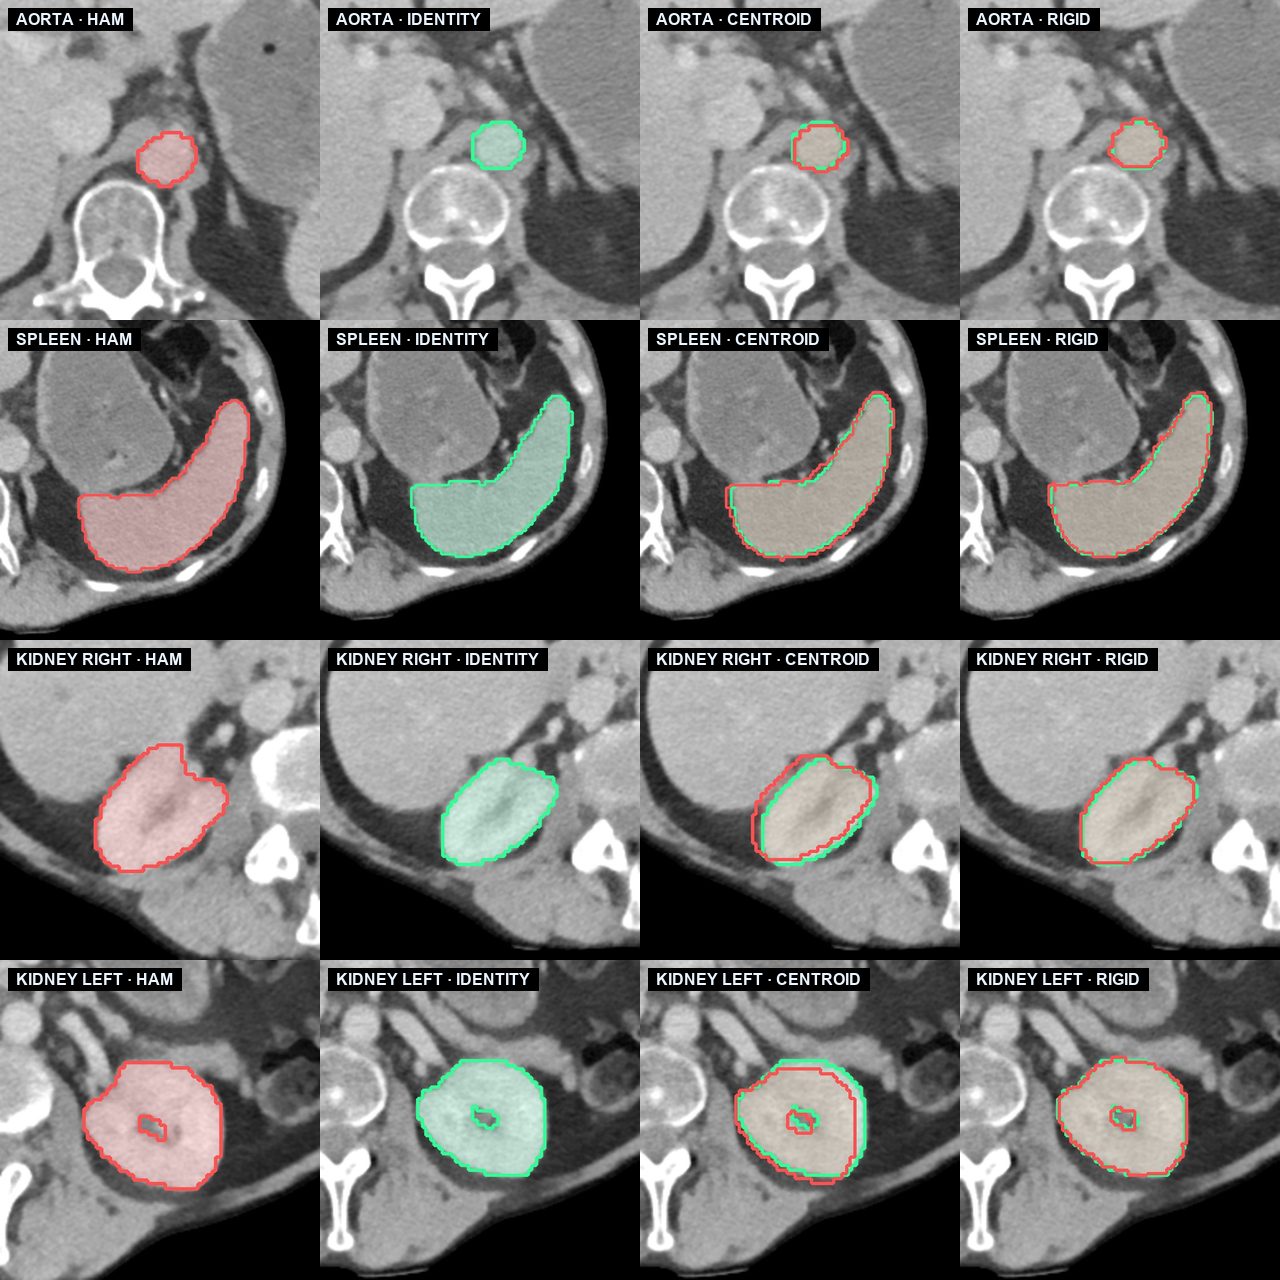 AORTA · HAM
AORTA · IDENTITY
AORTA · CENTROID
AORTA · RIGID
SPLEEN · HAM
SPLEEN · IDENTITY
SPLEEN · CENTROID
SPLEEN · RIGID
KIDNEY RIGHT · HAM
KIDNEY RIGHT · IDENTITY
KIDNEY RIGHT · CENTROID
KIDNEY RIGHT · RIGID
KIDNEY LEFT · HAM
KIDNEY LEFT · IDENTITY
KIDNEY LEFT · CENTROID
KIDNEY LEFT · RIGID